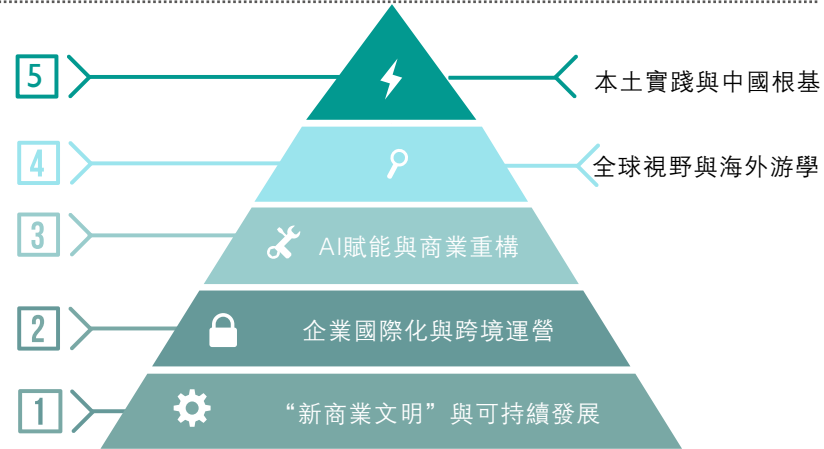 5
本土實踐與中國根基
4
全球視野與海外游學
3
AI賦能與商業重構
2
企業國際化與跨境運營
1
“新商業文明”與可持續發展